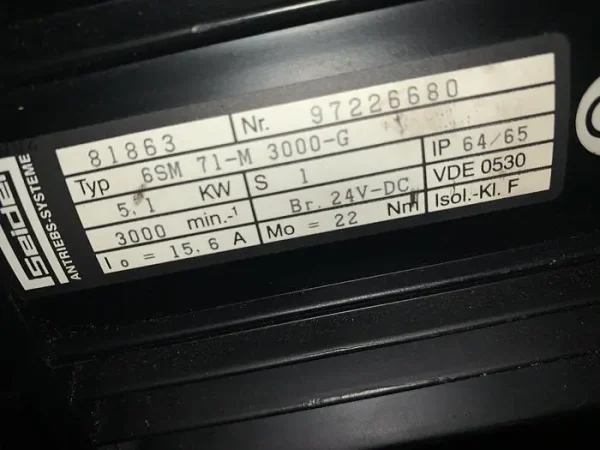 Seidel
ANTRIEBS-SYSTEME
81863 Nr. 97226680
Typ 6SM 71-M 3000-G IP 64/65
5,1 KW S 1 VDE 0530
3000 min.-¹ Br. 24V-DC Isol.-Kl. F
I₀ = 15,6 A Mo = 22 Nm